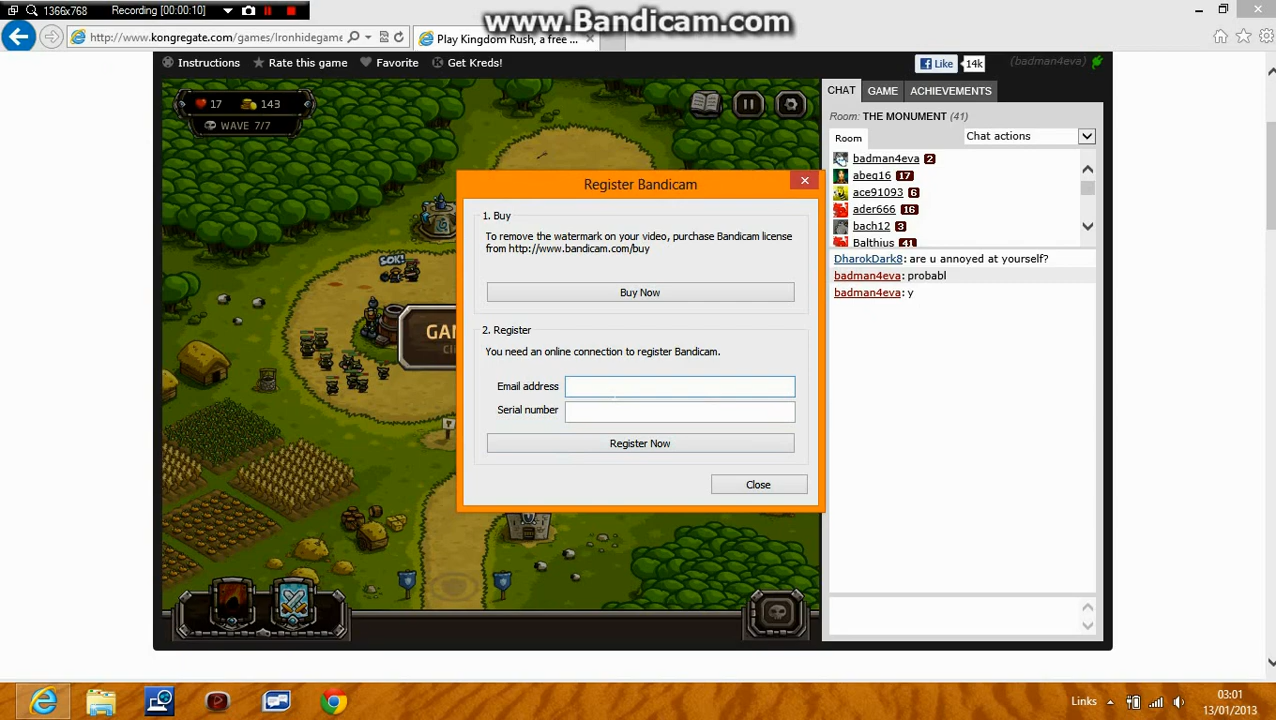 1366x768 Recording [00:00:10]
www.Bandicam.com
http://www.kongregate.com/games/Ironhidegame
Play Kingdom Rush, a free ...
Instructions Rate this game Favorite Get Kreds!
Like 14k (badman4eva)
17 143
WAVE 7/7
CHAT GAME ACHIEVEMENTS
Room: THE MONUMENT (41)
Room Chat actions
badman4eva 2
abeg16 17
ace91093 6
ader666 16
bach12 3
Balthius 41
DharokDark8: are u annoyed at yourself?
badman4eva: probabl
badman4eva: y
SOK!
GA
Cli
Register Bandicam
1. Buy
To remove the watermark on your video, purchase Bandicam license
from http://www.bandicam.com/buy
Buy Now
2. Register
You need an online connection to register Bandicam.
Email address
Serial number
Register Now
Close
Links
03:01
13/01/2013